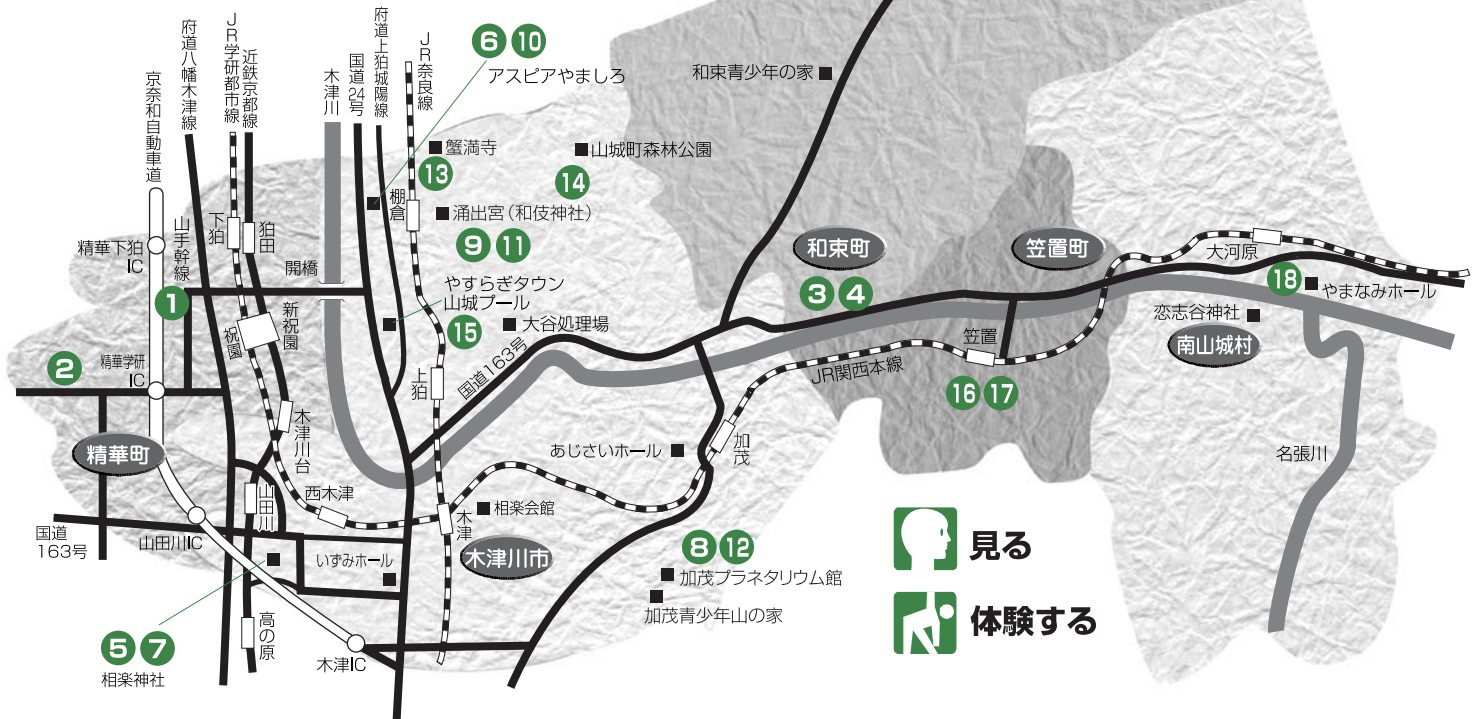 京奈和自動車道
府道八幡木津線
JR学研都市線
近鉄京都線
木津川
国道24号
府道上狛城陽線
JR奈良線
6 10
アスピアやましろ
和束青少年の家
蟹満寺
13
山城町森林公園
14
棚倉
涌出宮(和伎神社)
9 11
下狛
狛田
精華下狛
IC
山手幹線
1
開橋
やすらぎタウン
山城プール
15
大谷処理場
和束町
3 4
笠置町
大河原
18
やまなみホール
恋志谷神社
南山城村
2
精華学研
IC
祝園
新祝園
上狛
国道163号
笠置
16 17
JR関西本線
精華町
木津川台
あじさいホール
加茂
名張川
山田川
西木津
木津
相楽会館
木津川市
国道
163号
山田川IC
いずみホール
8 12
加茂プラネタリウム館
加茂青少年山の家
5 7
相楽神社
高の原
木津IC
見る
体験する